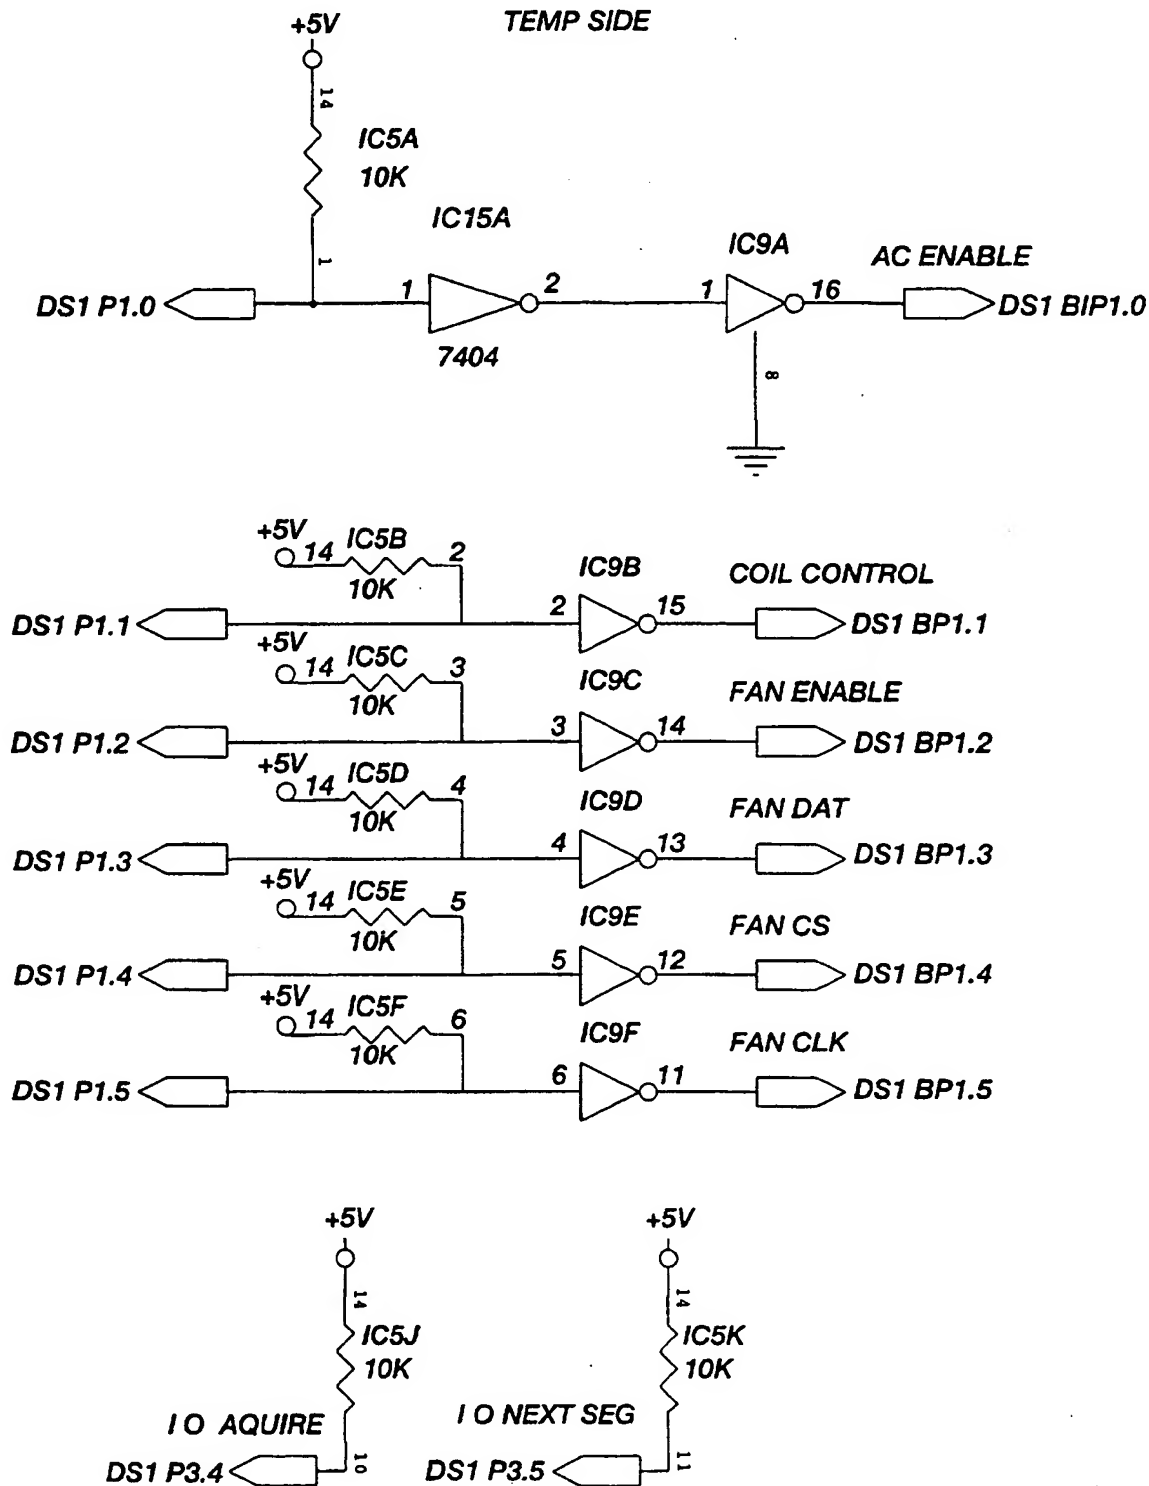 +5V
TEMP SIDE
14
IC5A
10K
1
IC15A
IC9A
AC ENABLE
DS1 P1.0
1
2
1
16
DS1 BIP1.0
7404
8
+5V
14
IC5B
2
10K
IC9B
COIL CONTROL
DS1 P1.1
2
15
DS1 BP1.1
+5V
14
IC5C
3
10K
IC9C
FAN ENABLE
DS1 P1.2
3
14
DS1 BP1.2
+5V
14
IC5D
4
10K
IC9D
FAN DAT
DS1 P1.3
4
13
DS1 BP1.3
+5V
14
IC5E
5
10K
IC9E
FAN CS
DS1 P1.4
5
12
DS1 BP1.4
+5V
14
IC5F
6
10K
IC9F
FAN CLK
DS1 P1.5
6
11
DS1 BP1.5
+5V
+5V
14
14
IC5J
10K
IC5K
10K
I O AQUIRE
I O NEXT SEG
10
11
DS1 P3.4
DS1 P3.5